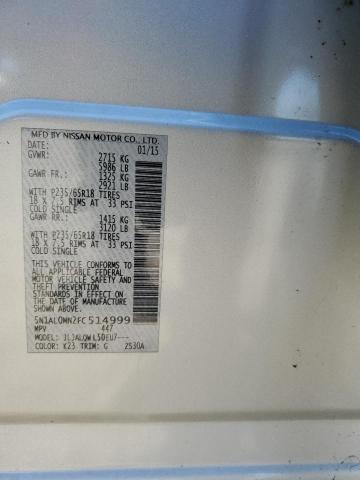 MFD BY NISSAN MOTOR CO., LTD.
DATE: 01/15
GVWR: 2715 KG
5986 LB
GAWR FR.: 1325 KG
2921 LB
WITH P235/65R18 TIRES
18 X 7.5 RIMS AT 33 PSI
COLD SINGLE
GAWR RR.: 1415 KG
3120 LB
WITH P235/65R18 TIRES
18 X 7.5 RIMS AT 33 PSI
COLD SINGLE
THIS VEHICLE CONFORMS TO
ALL APPLICABLE FEDERAL
MOTOR VEHICLE SAFETY AND
THEFT PREVENTION
STANDARDS IN EFFECT ON THE
DATE OF MANUFACTURE
SHOWN ABOVE.
5N1AL0MN2FC514999
MPV 447
JLJALQWL50EU7---
COLOR: K23 TRIM: G 2530A